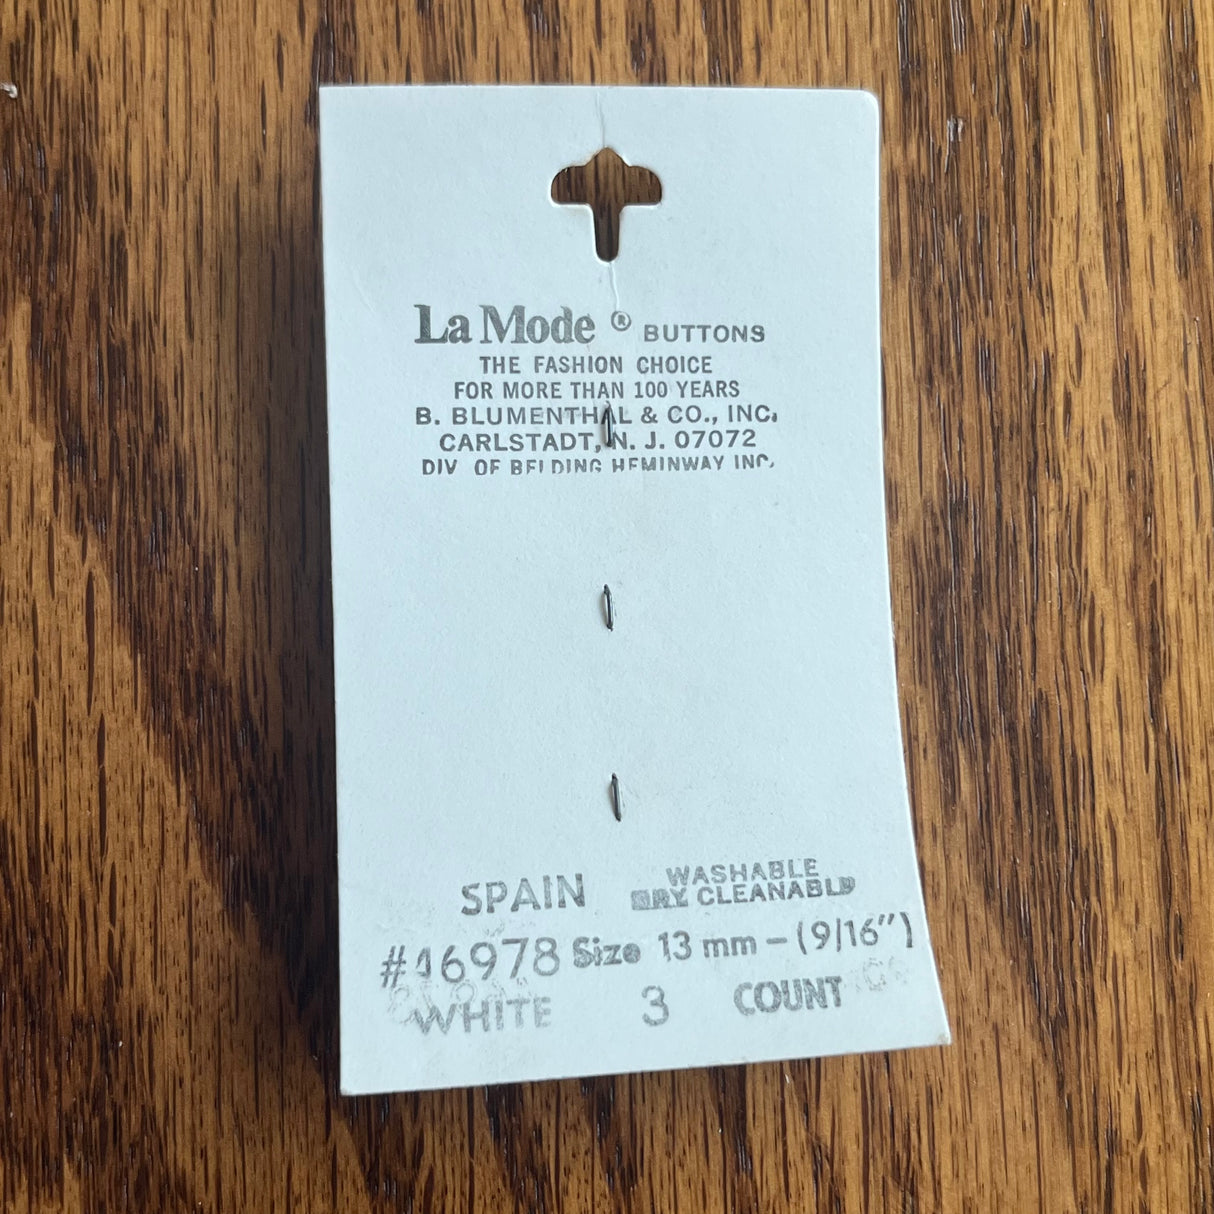 La Mode ® BUTTONS
THE FASHION CHOICE
FOR MORE THAN 100 YEARS
B. BLUMENTHAL & CO., INC.
CARLSTADT, N. J. 07072
DIV OF BELDING HEMINWAY INC.
SPAIN
WASHABLE
DRY CLEANABLE
#16978 Size 13 mm – (9/16")
WHITE 3 COUNT